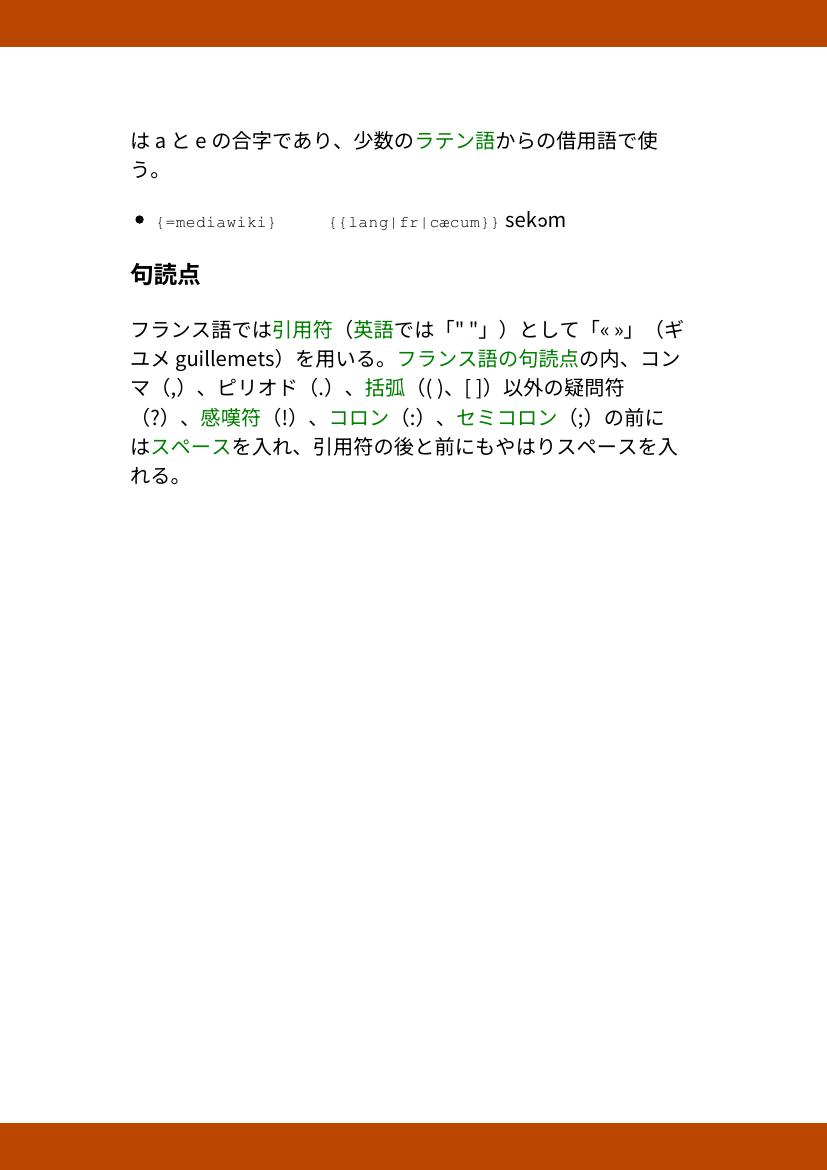 は a と e の合字であり、少数のラテン語からの借用語で使
う。
• {=mediawiki} {{lang|fr|cæcum}} sekɔm
句読点
フランス語では引用符（英語では「" "」）として「« »」（ギ
ユメ guillemets）を用いる。フランス語の句読点の内、コン
マ（,）、ピリオド（.）、括弧（( )、[ ]）以外の疑問符
（?）、感嘆符（!）、コロン（:）、セミコロン（;）の前に
はスペースを入れ、引用符の後と前にもやはりスペースを入
れる。